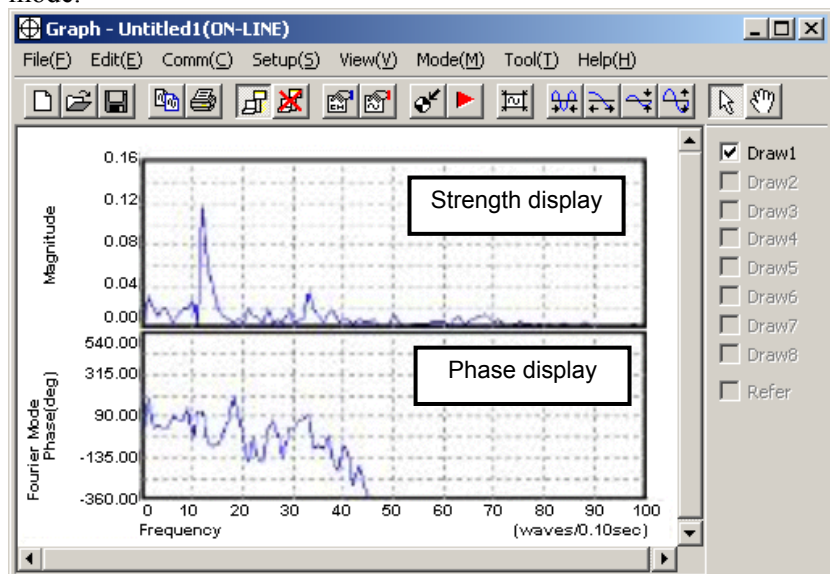 mode.
Graph - Untitled1(ON-LINE)
File(F) Edit(E) Comm(C) Setup(S) View(V) Mode(M) Tool(T) Help(H)
Strength display
Magnitude
0.16
0.12
0.08
0.04
0.00
Phase display
Fourier Mode
Phase(deg)
540.00
315.00
90.00
-135.00
-360.00
0 10 20 30 40 50 60 70 80 90 100
Frequency (waves/0.10sec)
Draw1
Draw2
Draw3
Draw4
Draw5
Draw6
Draw7
Draw8
Refer